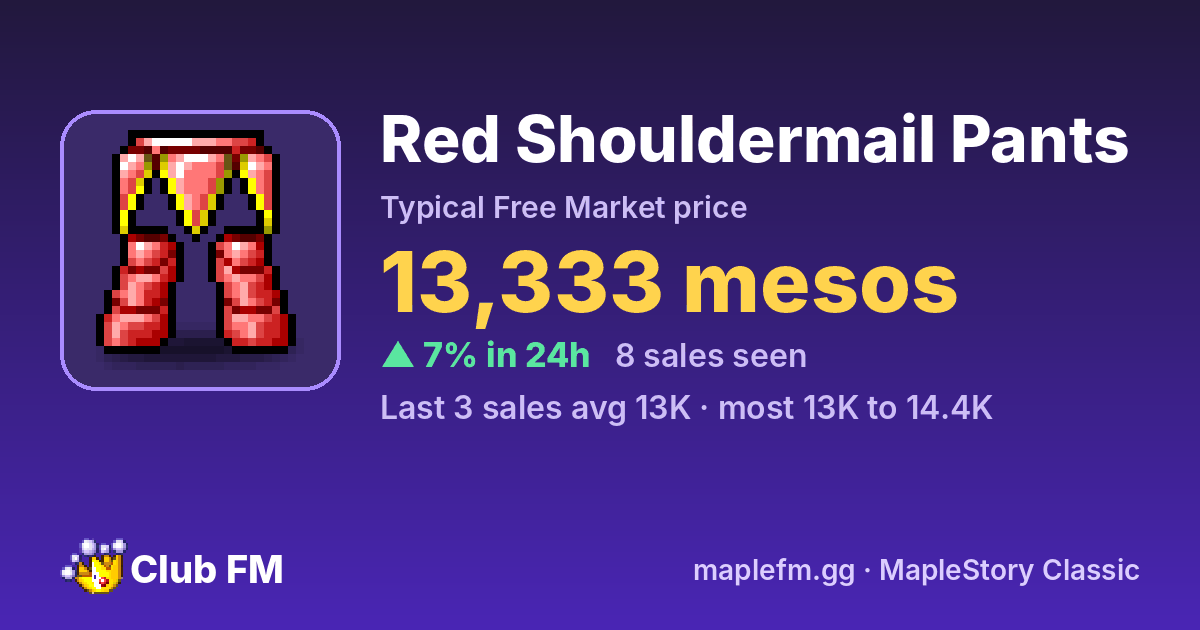 Red Shouldermail Pants
Typical Free Market price
13,333 mesos
▲ 7% in 24h 8 sales seen
Last 3 sales avg 13K · most 13K to 14.4K
Club FM
maplefm.gg · MapleStory Classic